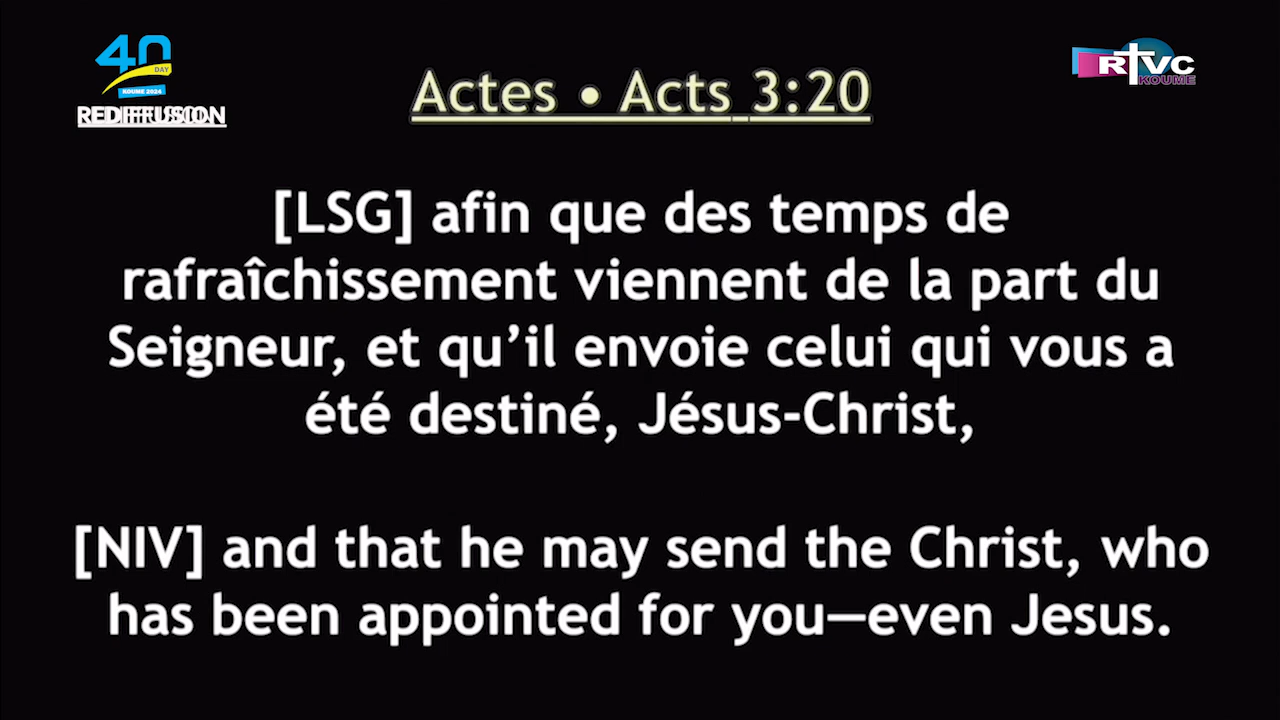 40
DAY
KOUME 2024
REDIFFUSION
RTVC
KOUME
Actes • Acts 3:20
[LSG] afin que des temps de
rafraîchissement viennent de la part du
Seigneur, et qu’il envoie celui qui vous a
été destiné, Jésus-Christ,
[NIV] and that he may send the Christ, who
has been appointed for you—even Jesus.